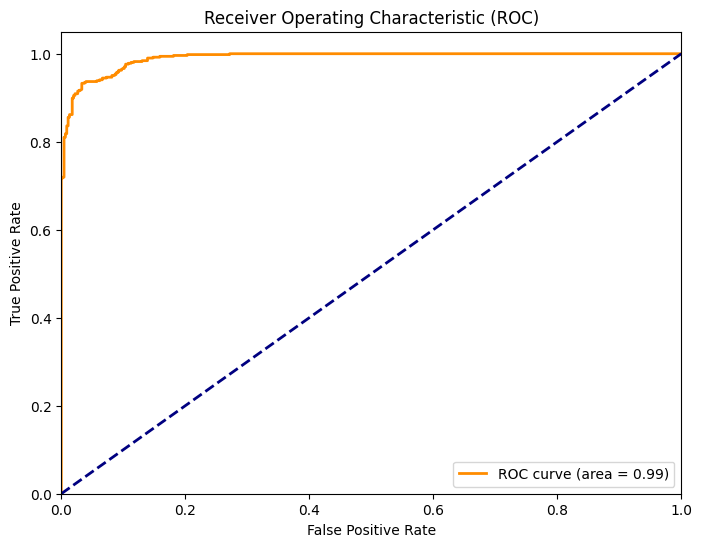 Receiver Operating Characteristic (ROC)
1.0
0.8
0.6
0.4
0.2
0.0
True Positive Rate
ROC curve (area = 0.99)
0.0 0.2 0.4 0.6 0.8 1.0
False Positive Rate